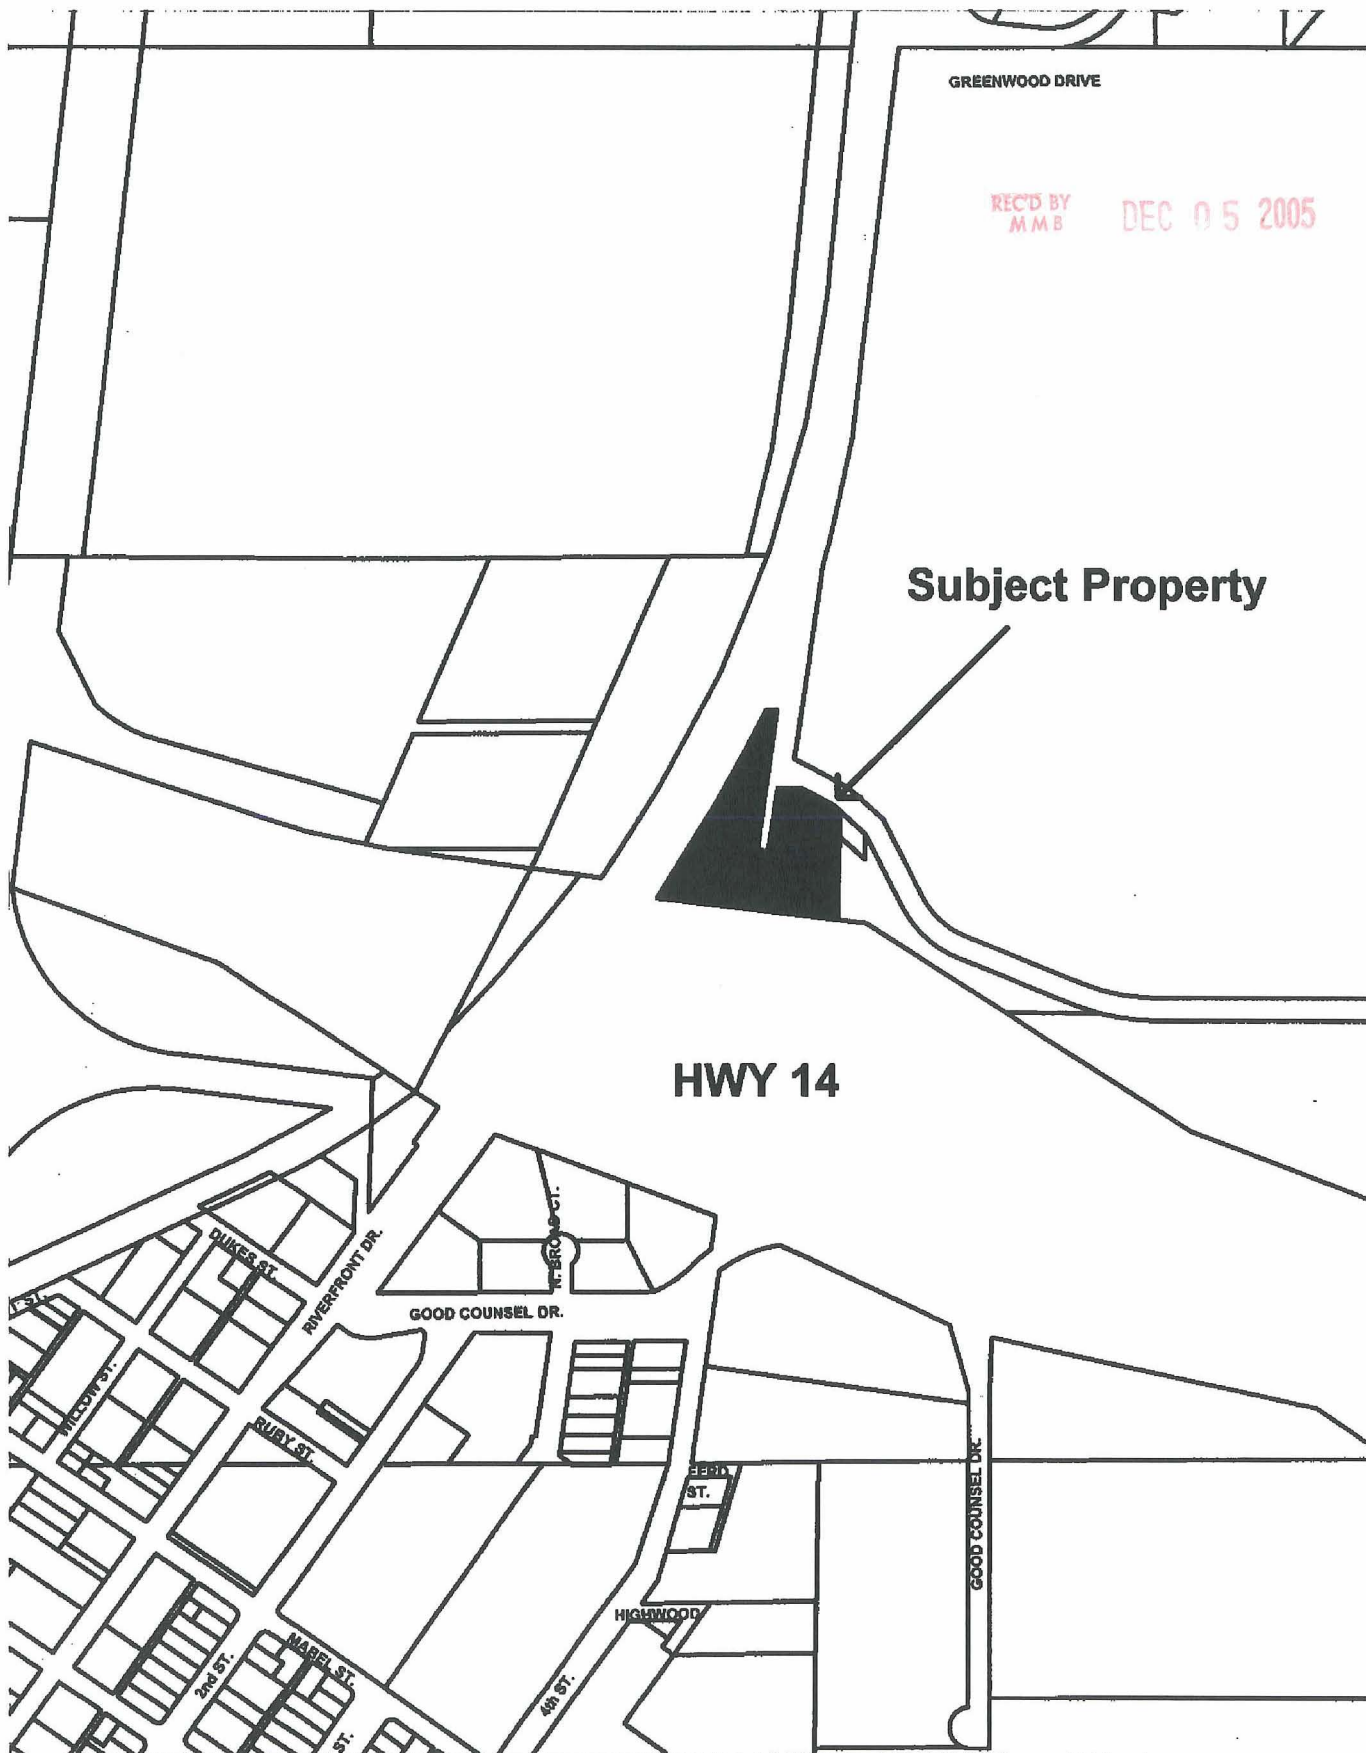 GREENWOOD DRIVE
REC'D BY
MMB
DEC 05 2005
Subject Property
HWY 14
N. BROAD CT.
DUKES ST.
RIVERFRONT DR.
GOOD COUNSEL DR.
ST.
WILLOW ST.
RUBY ST.
GOOD COUNSEL DR.
ST.
HIGHWOOD
MABEL ST.
2nd ST.
4th ST.
ST.